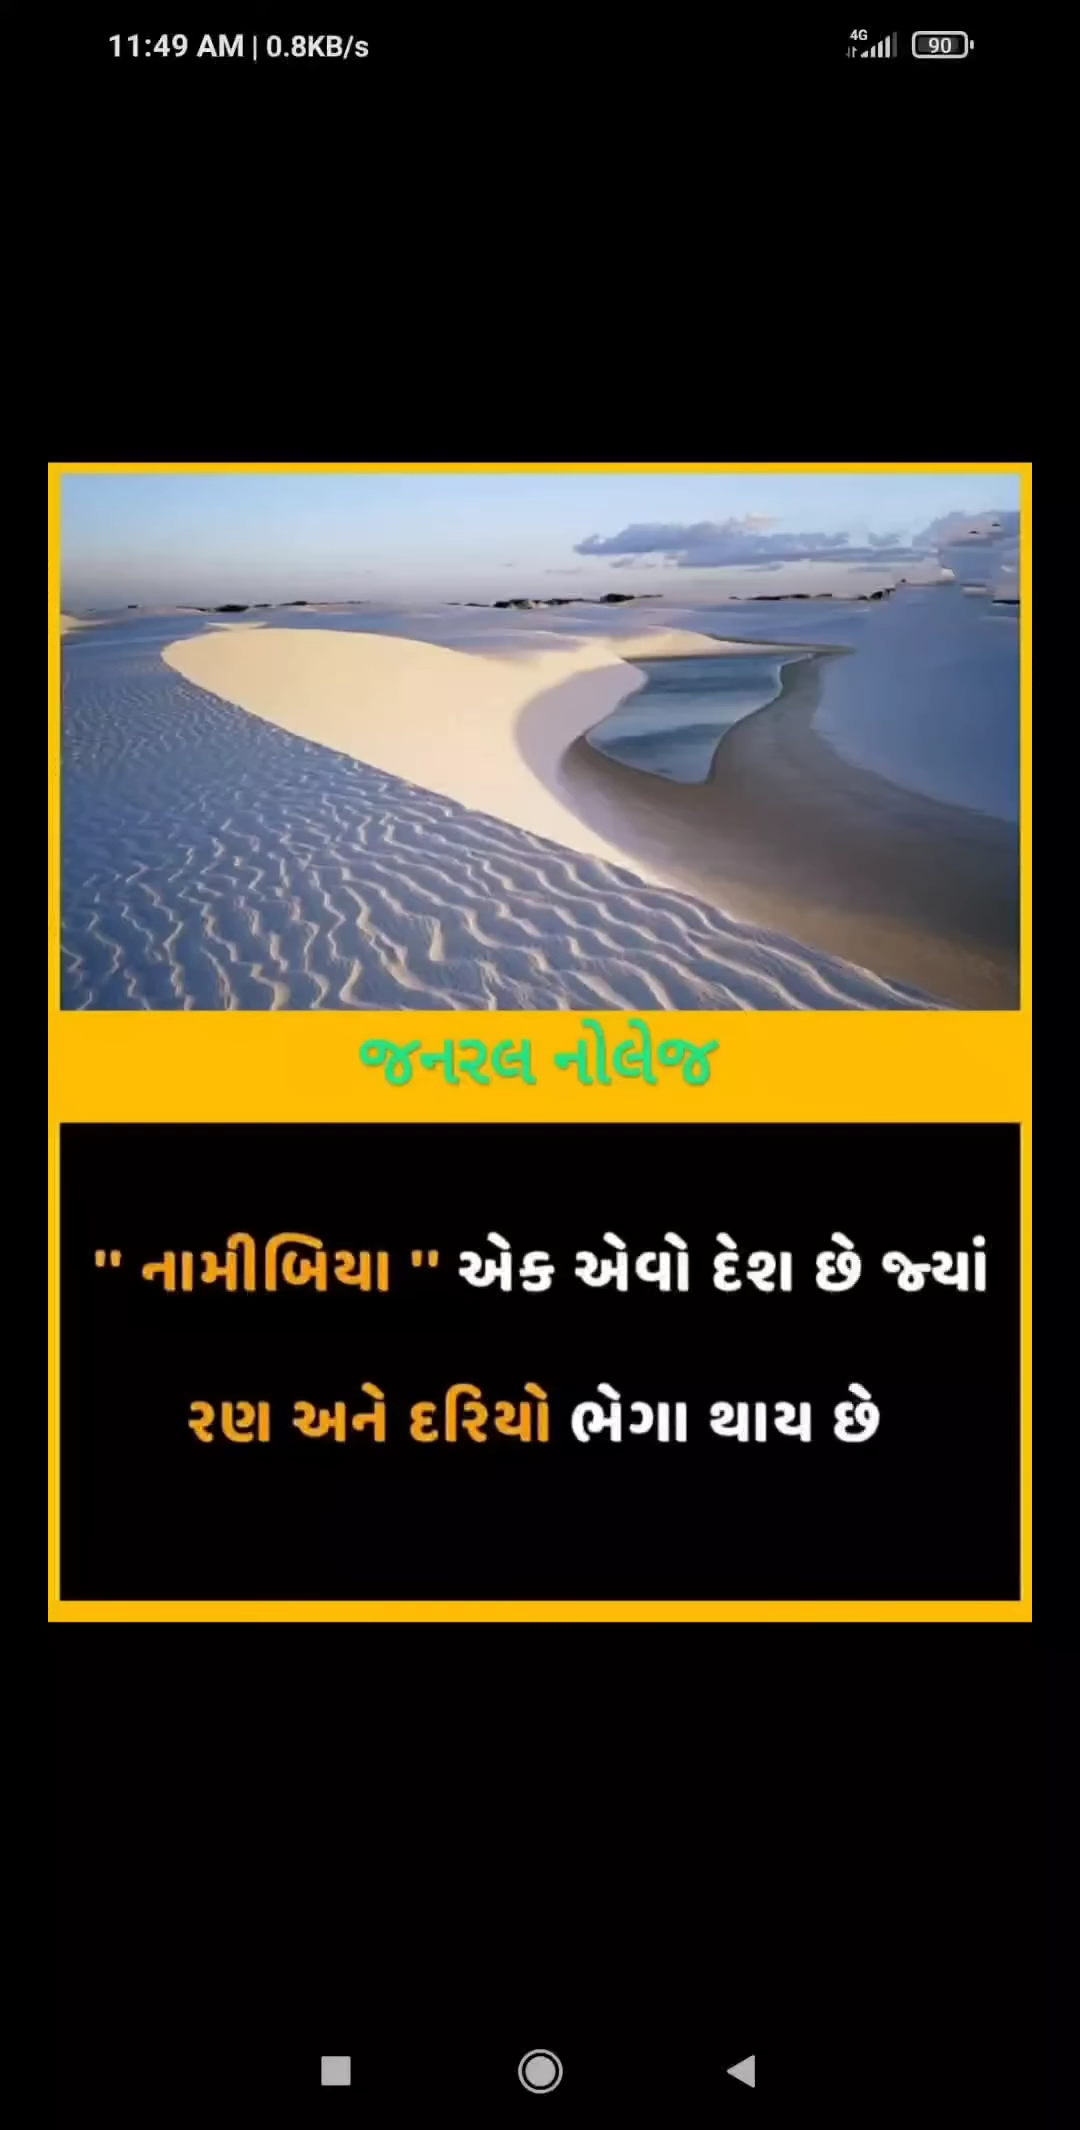 11:49 AM | 0.8KB/s 4G 90
જનરલ નોલેજ
" નામીબિયા " એક એવો દેશ છે જ્યાં
રણ અને દરિયો ભેગા થાય છે